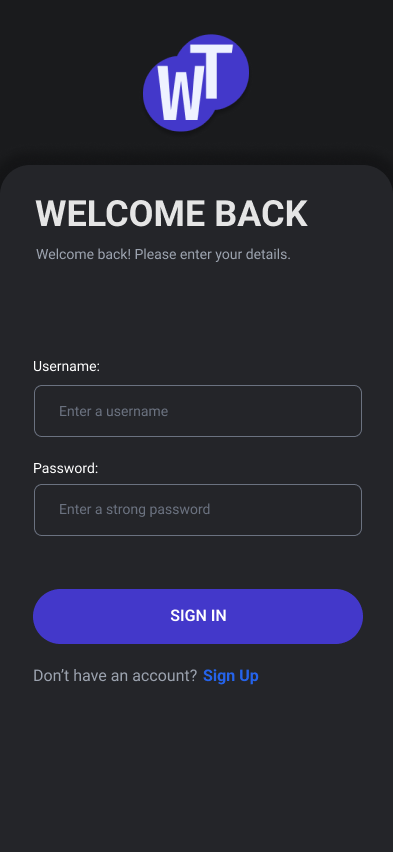 WT
WELCOME BACK
Welcome back! Please enter your details.
Username:
Enter a username
Password:
Enter a strong password
SIGN IN
Don’t have an account? Sign Up